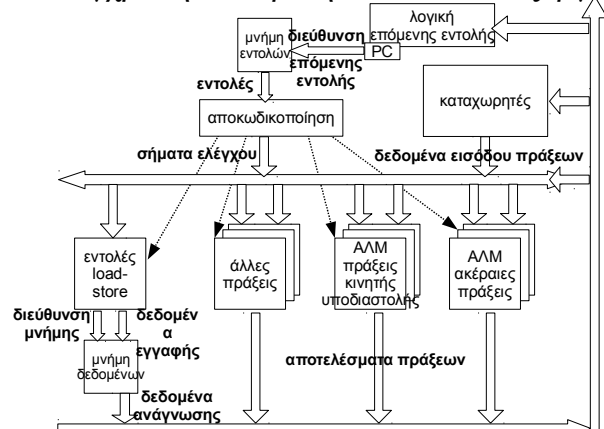 λογική
επόμενης εντολής
PC
μνήμη
εντολών
διεύθυνση
επόμενης
εντολής
εντολές
αποκωδικοποίηση
καταχωρητές
σήματα ελέγχου
δεδομένα εισόδου πράξεων
εντολές
load-
store
άλλες
πράξεις
ΑΛΜ
πράξεις
κινητής
υποδιαστολής
ΑΛΜ
ακέραιες
πράξεις
διεύθυνση
μνήμης
δεδομέν
α
εγγαφής
μνήμη
δεδομένων
αποτελέσματα πράξεων
δεδομένα
ανάγνωσης